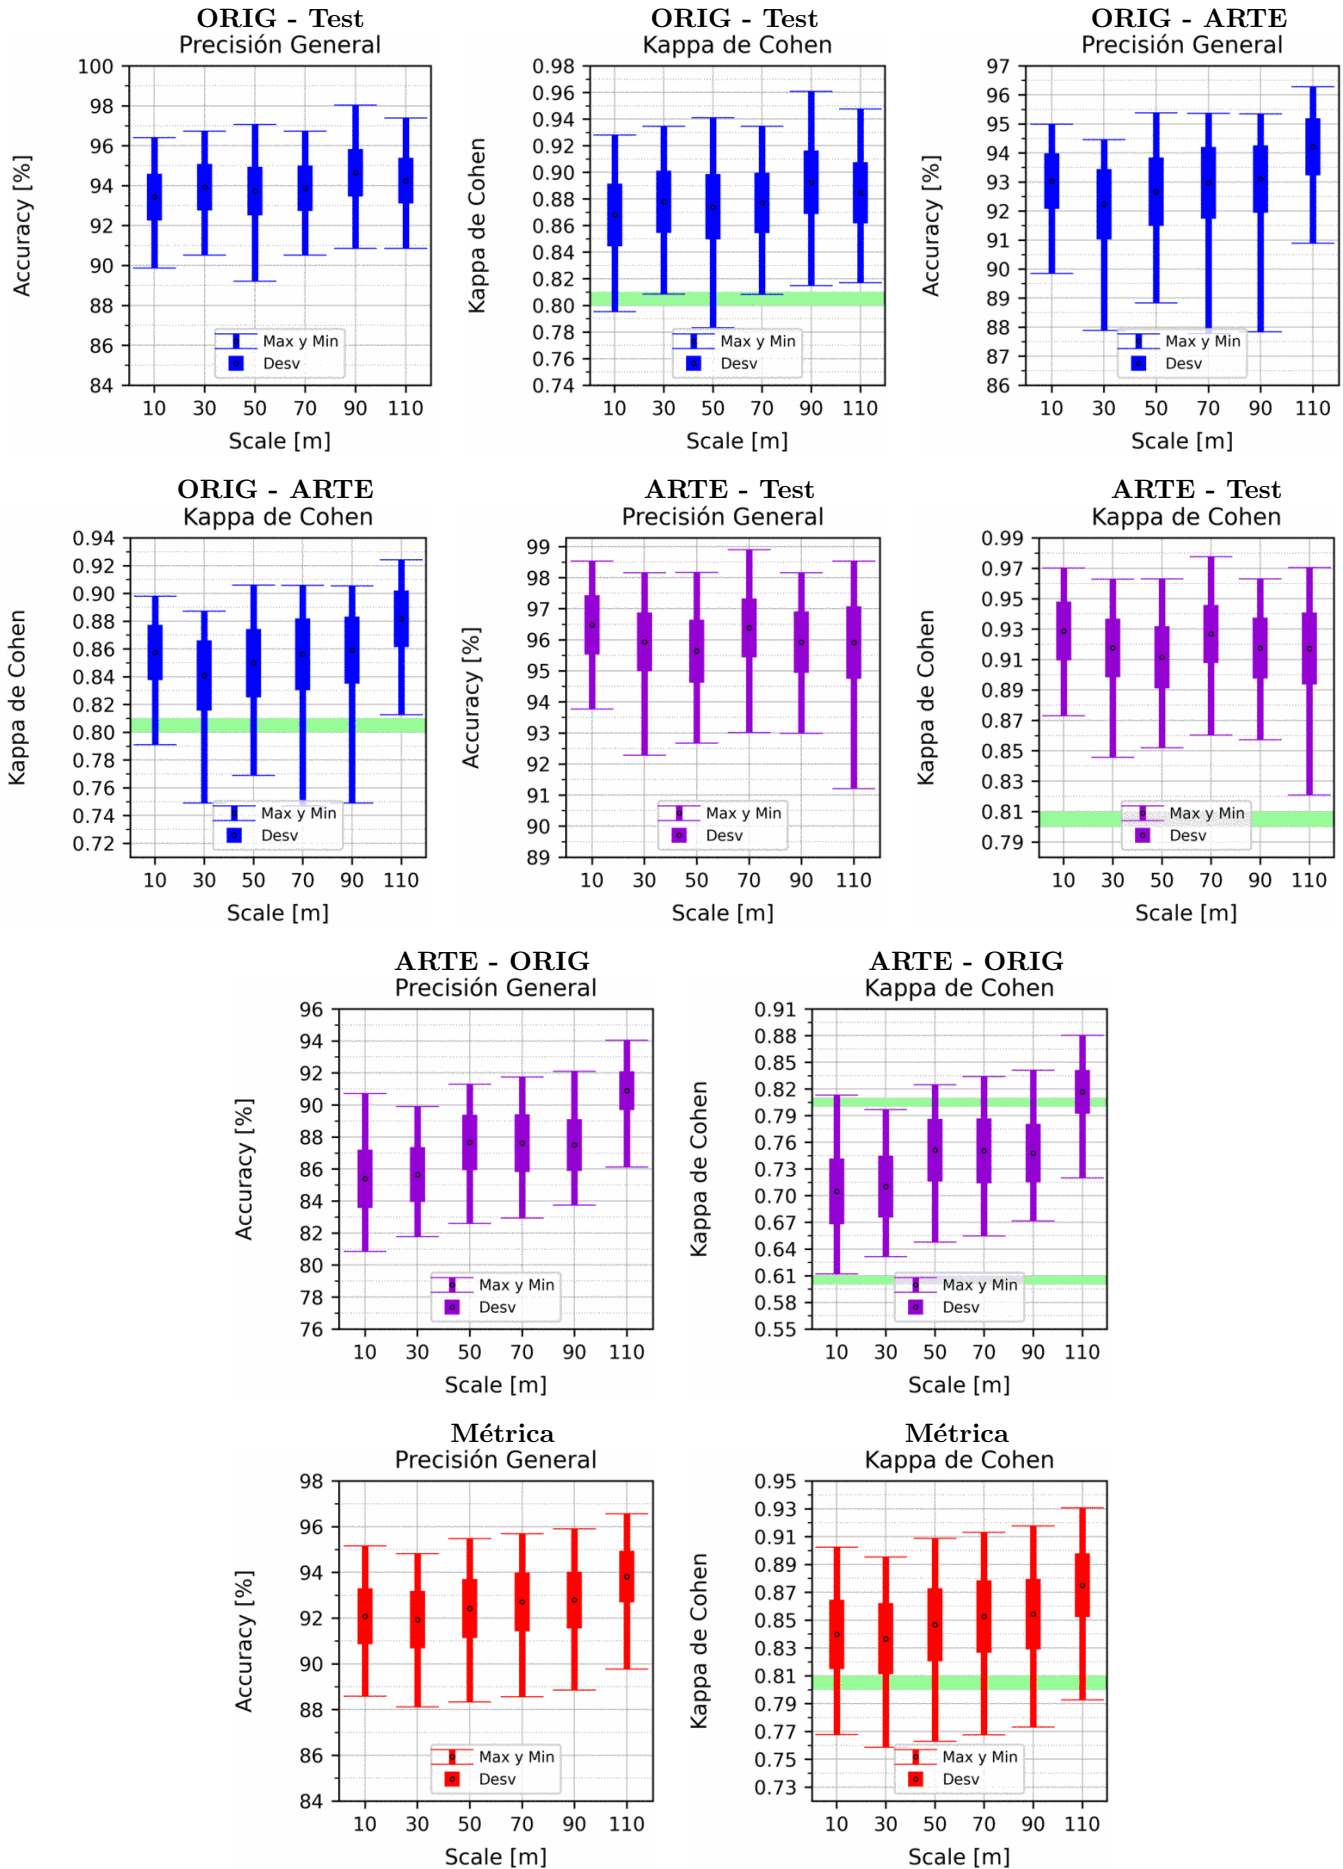 ORIG - Test
Precisión General
Accuracy [%]
100
98
96
94
92
90
88
86
84
Max y Min
Desv
10 30 50 70 90 110
Scale [m]
ORIG - Test
Kappa de Cohen
Kappa de Cohen
0.98
0.96
0.94
0.92
0.90
0.88
0.86
0.84
0.82
0.80
0.78
0.76
0.74
Max y Min
Desv
10 30 50 70 90 110
Scale [m]
ORIG - ARTE
Precisión General
Accuracy [%]
97
96
95
94
93
92
91
90
89
88
87
86
Max y Min
Desv
10 30 50 70 90 110
Scale [m]
ORIG - ARTE
Kappa de Cohen
Kappa de Cohen
0.94
0.92
0.90
0.88
0.86
0.84
0.82
0.80
0.78
0.76
0.74
0.72
Max y Min
Desv
10 30 50 70 90 110
Scale [m]
ARTE - Test
Precisión General
Accuracy [%]
99
98
97
96
95
94
93
92
91
90
89
Max y Min
Desv
10 30 50 70 90 110
Scale [m]
ARTE - Test
Kappa de Cohen
Kappa de Cohen
0.99
0.97
0.95
0.93
0.91
0.89
0.87
0.85
0.83
0.81
0.79
Max y Min
Desv
10 30 50 70 90 110
Scale [m]
ARTE - ORIG
Precisión General
Accuracy [%]
96
94
92
90
88
86
84
82
80
78
76
Max y Min
Desv
10 30 50 70 90 110
Scale [m]
ARTE - ORIG
Kappa de Cohen
Kappa de Cohen
0.91
0.88
0.85
0.82
0.79
0.76
0.73
0.70
0.67
0.64
0.61
0.58
0.55
Max y Min
Desv
10 30 50 70 90 110
Scale [m]
Métrica
Precisión General
Accuracy [%]
98
96
94
92
90
88
86
84
Max y Min
Desv
10 30 50 70 90 110
Scale [m]
Métrica
Kappa de Cohen
Kappa de Cohen
0.95
0.93
0.91
0.89
0.87
0.85
0.83
0.81
0.79
0.77
0.75
0.73
Max y Min
Desv
10 30 50 70 90 110
Scale [m]